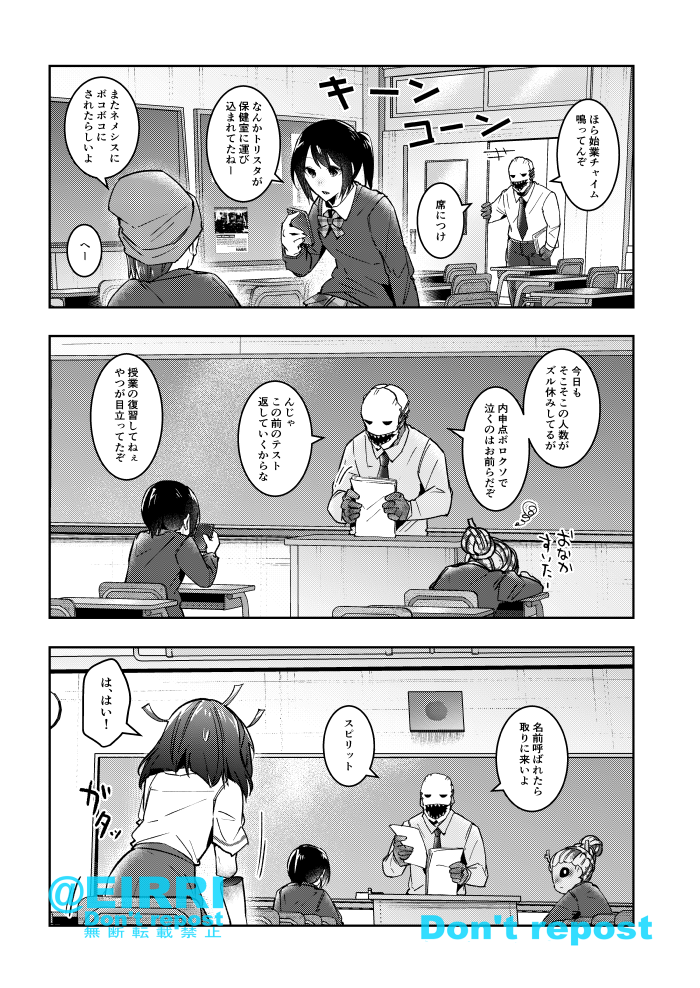 キーン
コーン
ほら始業チャイム
鳴ってんぞ
席につけ
なんかトリスタが
保健室に運び
込まれてたねー
またネメシスに
ボコボコに
されたらしいよ
へー
今日も
そこそこの人数が
ズル休みしてるが
内申点ボロクソで
泣くのはお前らだぞ
んじゃ
この前のテスト
返していくからな
授業の復習してねぇ
やつが目立ってたぞ
おなか
すいたー
名前呼ばれたら
取りに来いよ
スピリット
は、はい！
ガタッ
@EIRRI
Don't repost
無断転載禁止
Don't repost